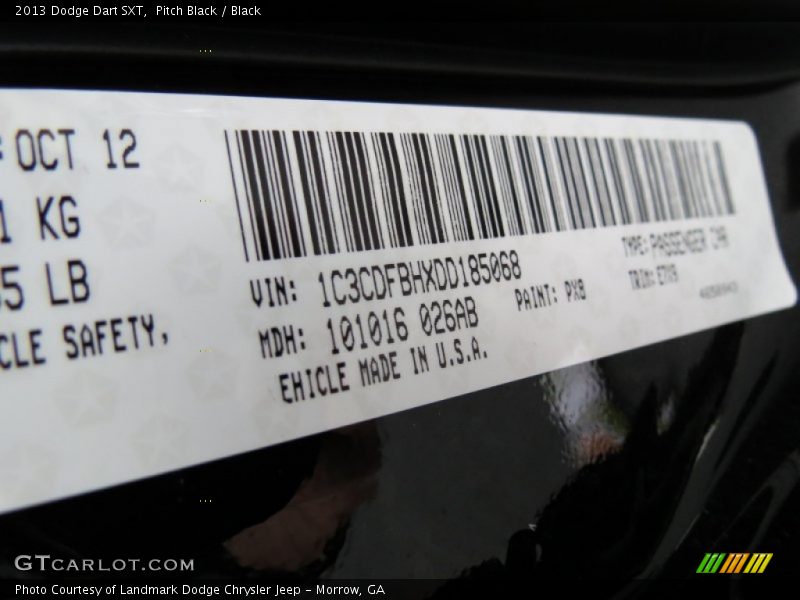 2013 Dodge Dart SXT, Pitch Black / Black
OCT 12
KG
5 LB
CLE SAFETY,
VIN: 1C3CDFBHXDD185068
MDH: 101016 026AB
EHICLE MADE IN U.S.A.
PAINT: PX8
TYPE: PASSENGER CAR
TRIM:
GTCARLOT.COM
Photo Courtesy of Landmark Dodge Chrysler Jeep - Morrow, GA